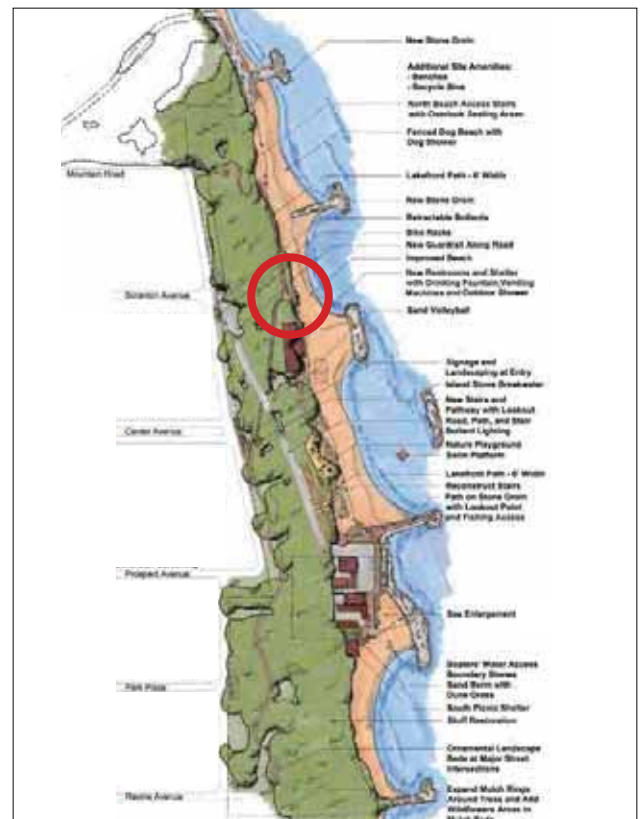 New Stone Groin
Additional Site Amenities:
- Benches
- Recycle Bins
North Beach Access Stairs
with Overlook Seating Areas
Fenced Dog Beach with
Dog Shower
Mountain Road
Lakefront Path - 6' Width
New Stone Groin
Retractable Bollards
Bike Racks
New Guardrail Along Road
Improved Beach
New Restrooms and Shelter
with Drinking Fountain, Vending
Machines and Outdoor Shower
Scranton Avenue
Sand Volleyball
Signage and
Landscaping at Entry
Island Stone Breakwater
New Stairs and
Pathway with Lookout
Road, Path, and Stair
Bollard Lighting
Center Avenue
Nature Playground
Swim Platform
Lakefront Path - 6' Width
Reconstruct Stairs
Path on Stone Groin
with Lookout Point
and Fishing Access
Prospect Avenue
See Enlargement
Boaters' Water Access
Boundary Stones
Sand Berm with
Dune Grass
Park Place
South Picnic Shelter
Bluff Restoration
Ornamental Landscape
Beds at Major Street
Intersections
Ravine Avenue
Expand Mulch Rings
Around Trees and Add
Wildflowers Areas in
Mulch Beds